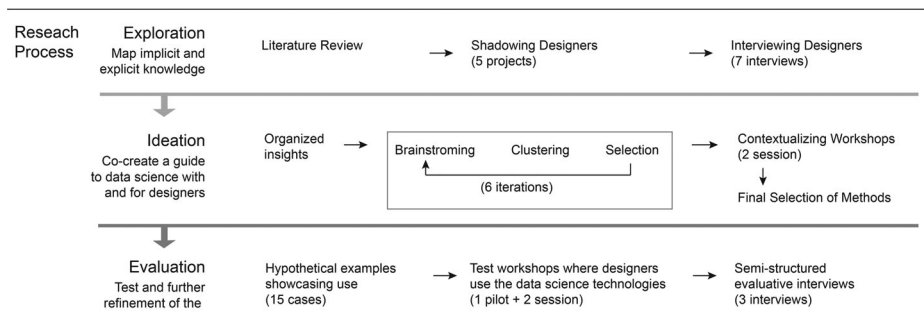 Reseach
Process
Exploration
Map implicit and
explicit knowledge
Literature Review
Shadowing Designers
(5 projects)
Interviewing Designers
(7 interviews)
Ideation
Co-create a guide
to data science with
and for designers
Organized
insights
Brainstroming
Clustering
Selection
(6 iterations)
Contextualizing Workshops
(2 session)
Final Selection of Methods
Evaluation
Test and further
refinement of the
Hypothetical examples
showcasing use
(15 cases)
Test workshops where designers
use the data science technologies
(1 pilot + 2 session)
Semi-structured
evaluative interviews
(3 interviews)